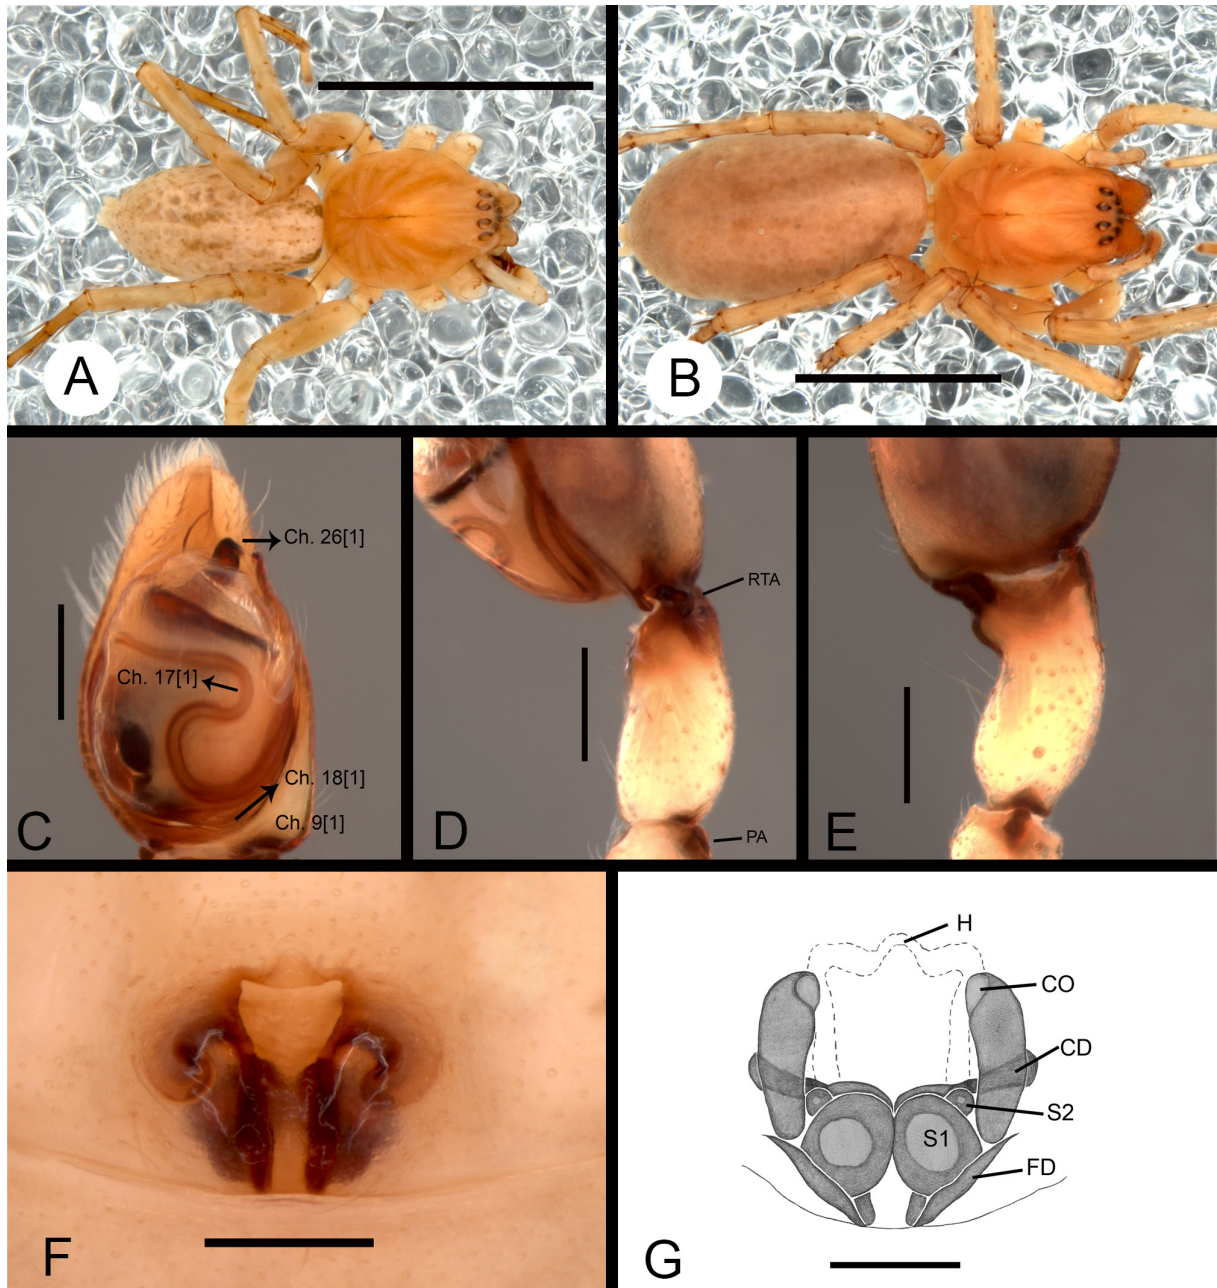 A
B
Ch. 26[1]
Ch. 17[1]
Ch. 18[1]
Ch. 9[1]
C
RTA
D
PA
E
F
H
CO
CD
S2
S1
FD
G